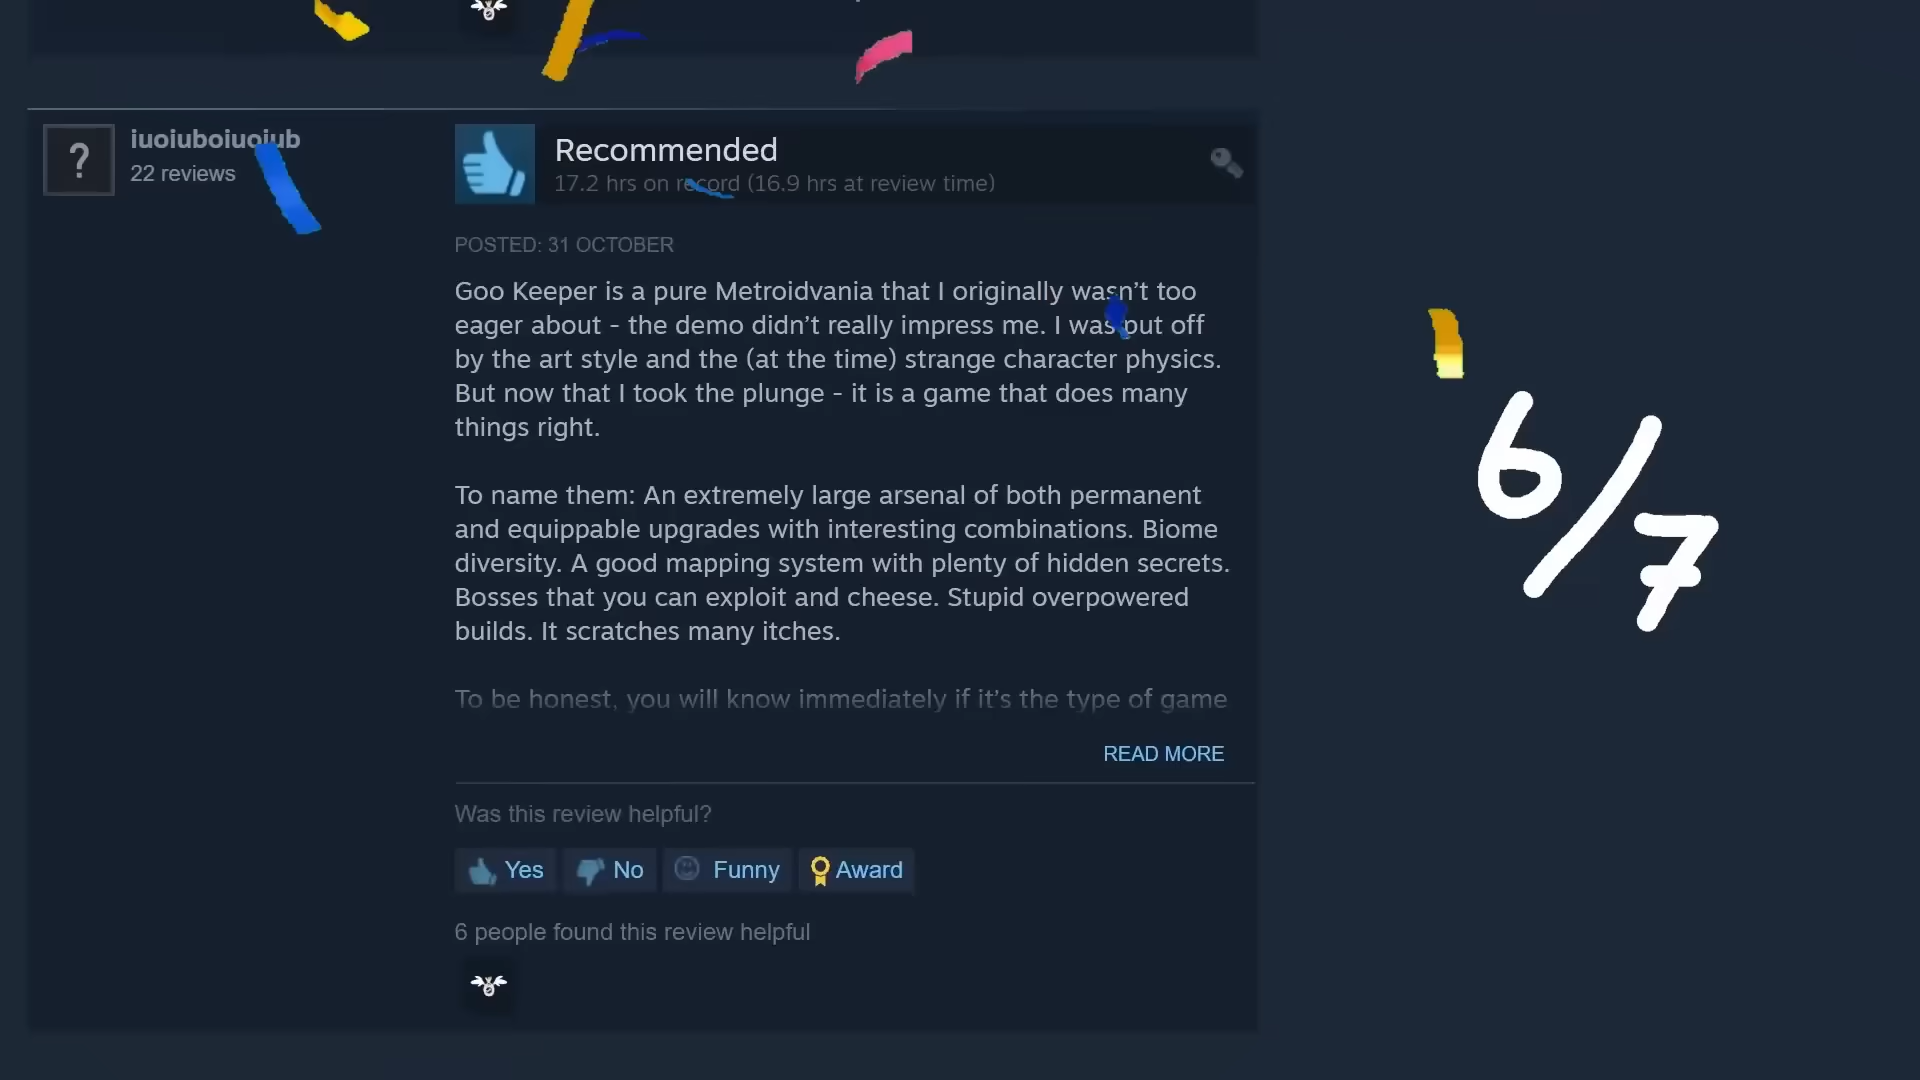 iuoiuboiuoiub
22 reviews
Recommended
17.2 hrs on record (16.9 hrs at review time)
POSTED: 31 OCTOBER
Goo Keeper is a pure Metroidvania that I originally wasn’t too
eager about - the demo didn’t really impress me. I was put off
by the art style and the (at the time) strange character physics.
But now that I took the plunge - it is a game that does many
things right.
To name them: An extremely large arsenal of both permanent
and equippable upgrades with interesting combinations. Biome
diversity. A good mapping system with plenty of hidden secrets.
Bosses that you can exploit and cheese. Stupid overpowered
builds. It scratches many itches.
To be honest, you will know immediately if it’s the type of game
READ MORE
Was this review helpful?
Yes No Funny Award
6 people found this review helpful
6/7